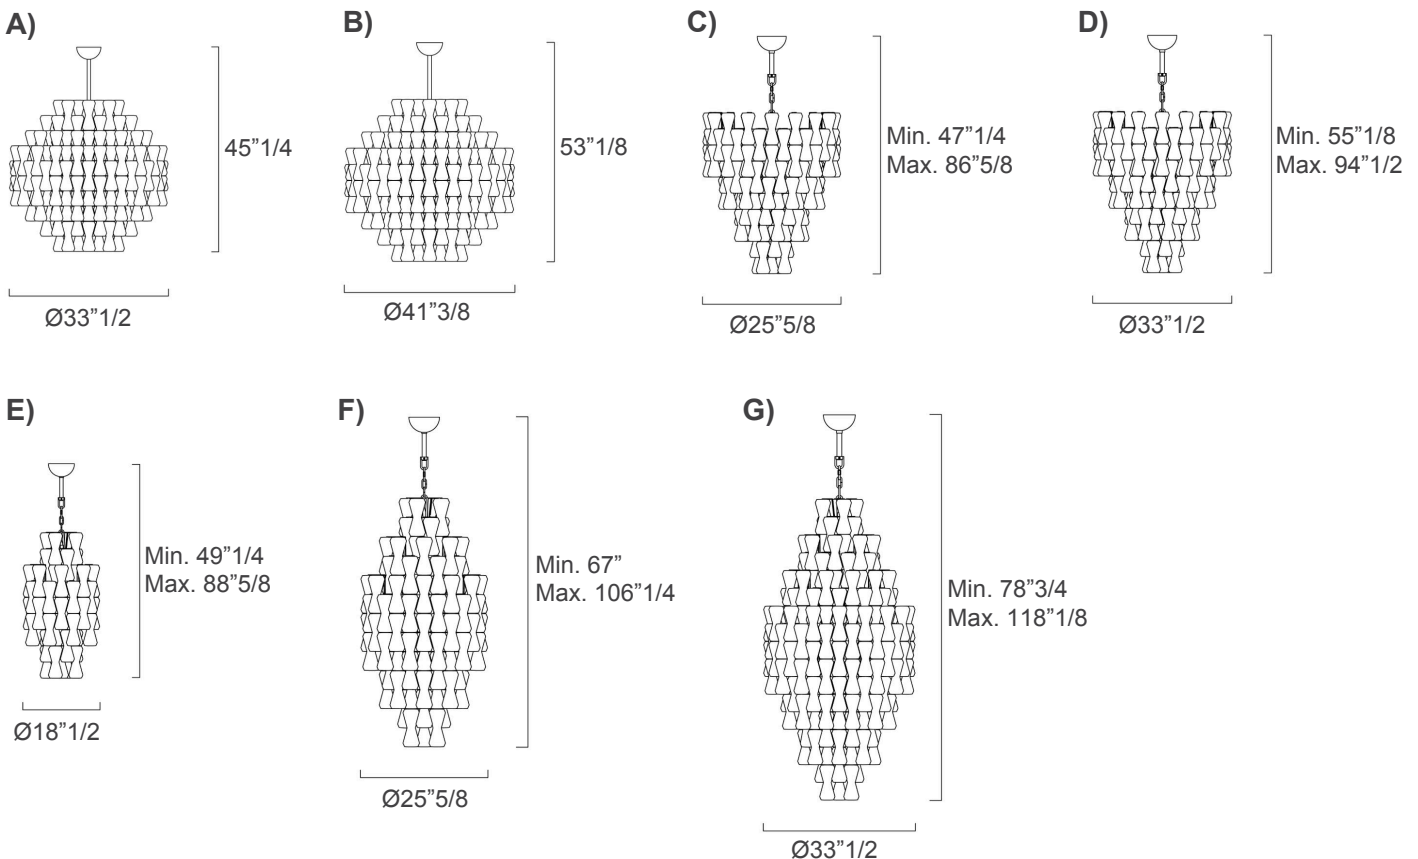 A)
45”1/4
Ø33”1/2
B)
53”1/8
Ø41”3/8
C)
Min. 47”1/4
Max. 86”5/8
Ø25”5/8
D)
Min. 55”1/8
Max. 94”1/2
Ø33”1/2
E)
Min. 49”1/4
Max. 88”5/8
Ø18”1/2
F)
Min. 67”
Max. 106”1/4
Ø25”5/8
G)
Min. 78”3/4
Max. 118”1/8
Ø33”1/2